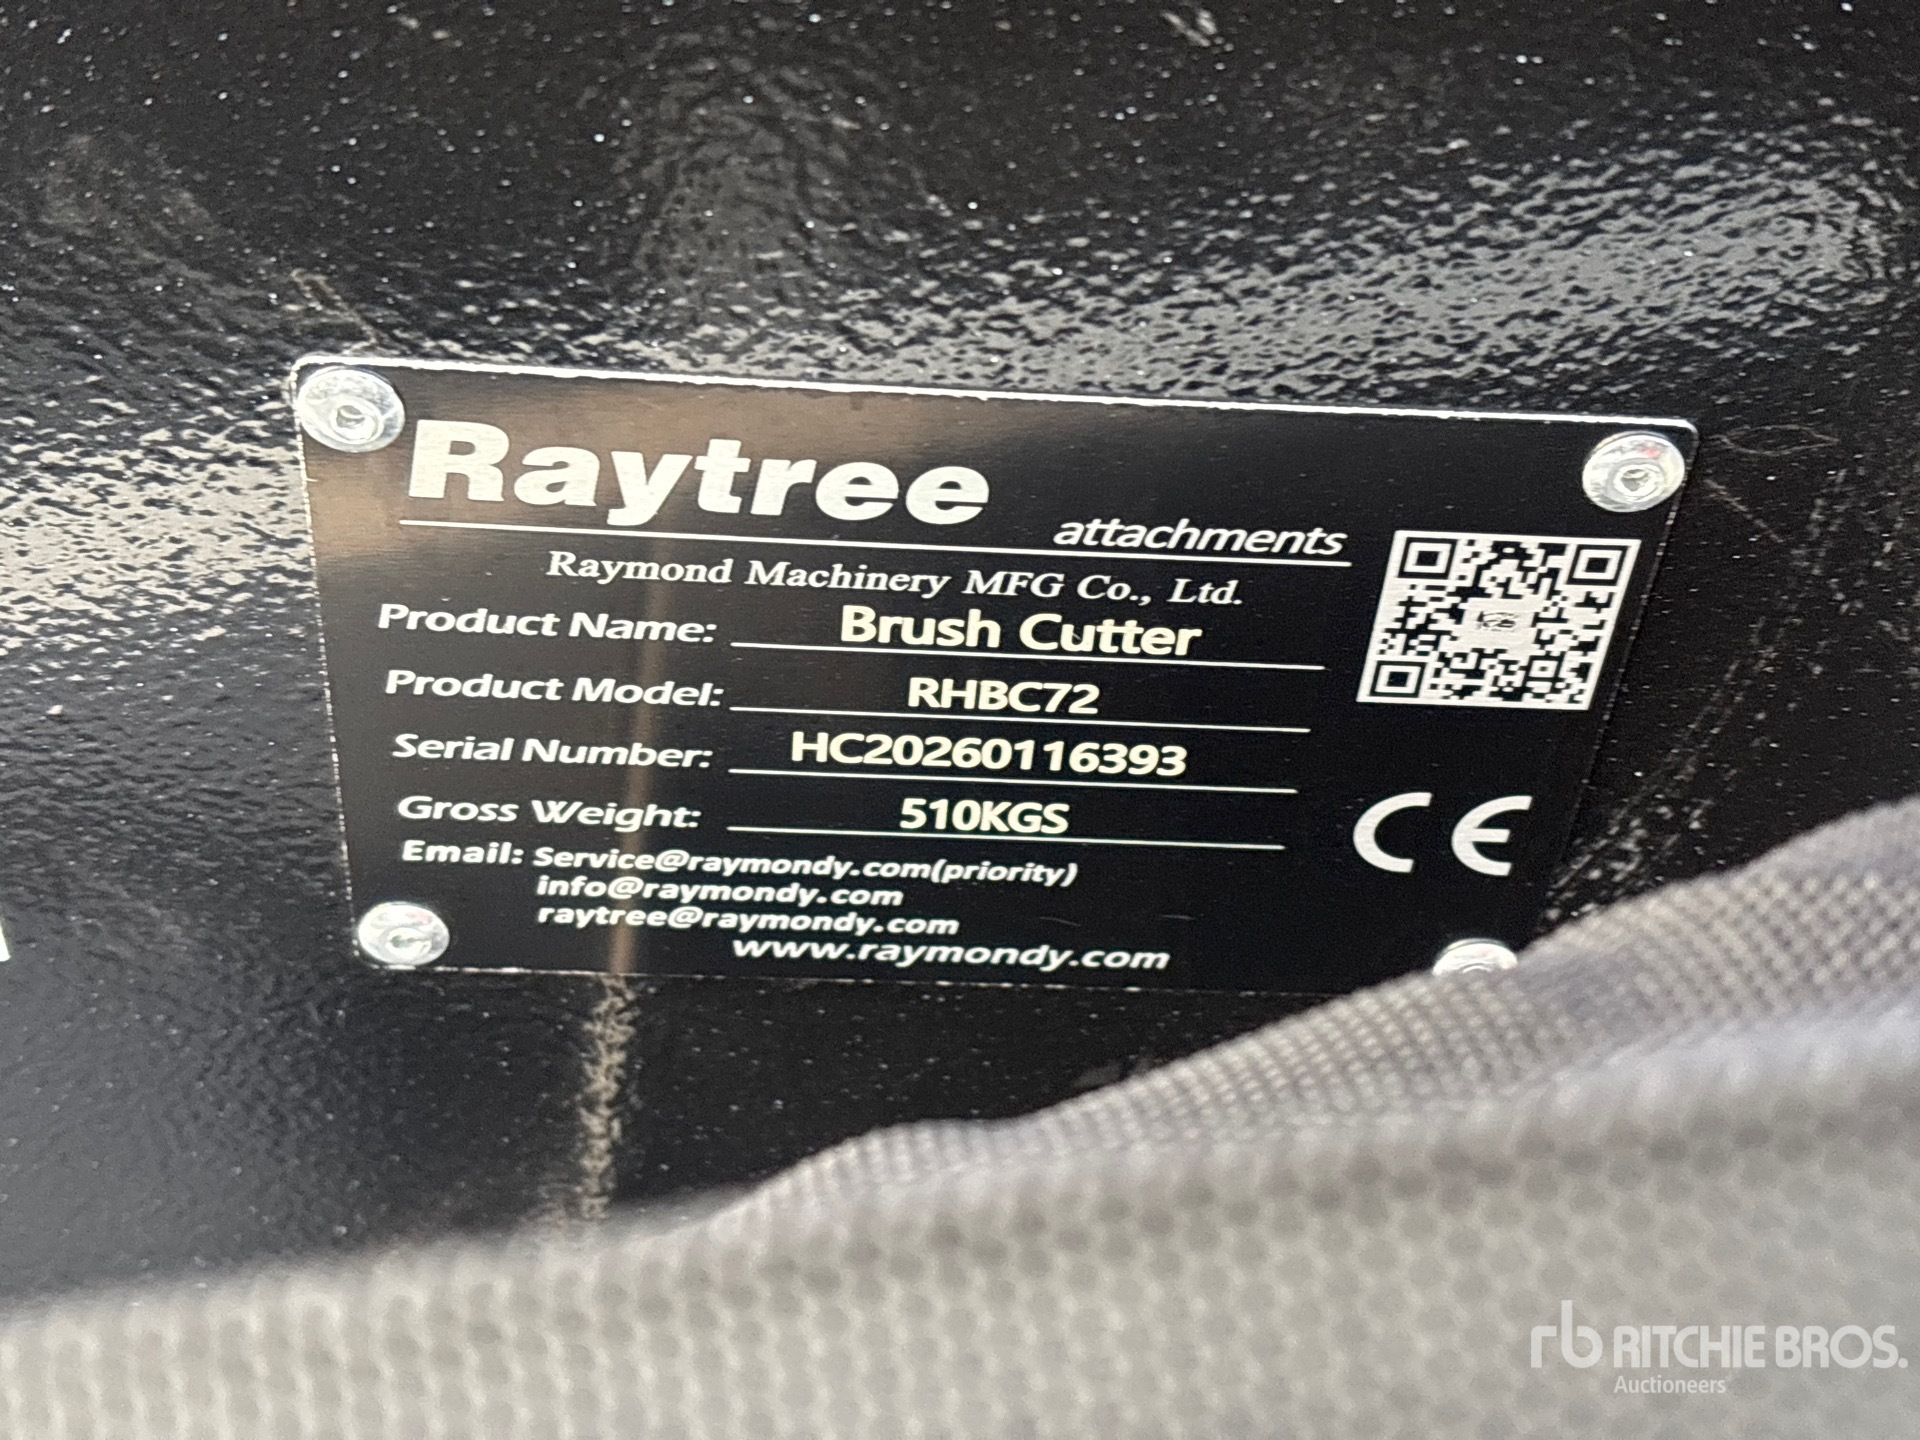 Raytree
attachments
Raymond Machinery MFG Co., Ltd.
Product Name: Brush Cutter
Product Model: RHBC72
Serial Number: HC20260116393
Gross Weight: 510KGS
Email: Service@raymondy.com(priority)
info@raymondy.com
raytree@raymondy.com
www.raymondy.com
CE
rb RITCHIE BROS.
Auctioneers